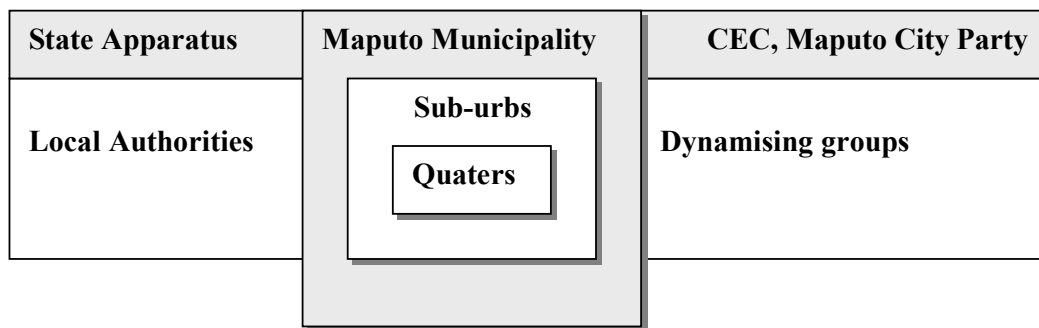 State Apparatus
Maputo Municipality
CEC, Maputo City Party
Sub-urbs
Local Authorities
Dynamising groups
Quaters